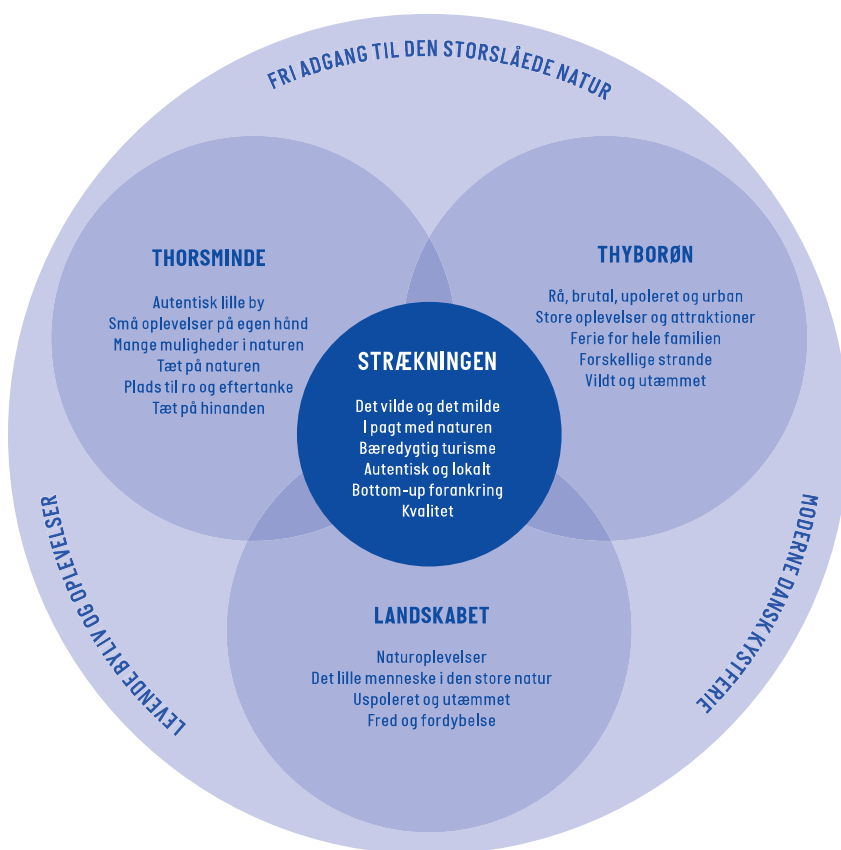 FRI ADGANG TIL DEN STORSLÅEDE NATUR
THORSMINDE
Autentisk lille by
Små oplevelser på egen hånd
Mange muligheder i naturen
Tæt på naturen
Plads til ro og eftertanke
Tæt på hinanden
THYBORØN
Rå, brutal, upoleret og urban
Store oplevelser og attraktioner
Ferie for hele familien
Forskellige strande
Vildt og utæmmet
STRÆKNINGEN
Det vilde og det milde
I pagt med naturen
Bæredygtig turisme
Autentisk og lokalt
Bottom-up forankring
Kvalitet
LANDSKABET
Naturoplevelser
Det lille menneske i den store natur
Uspoleret og utæmmet
Fred og fordybelse
LEVENDE BYLIV OG OPLEVELSER
MODERNE DANSK KYSTFERIE